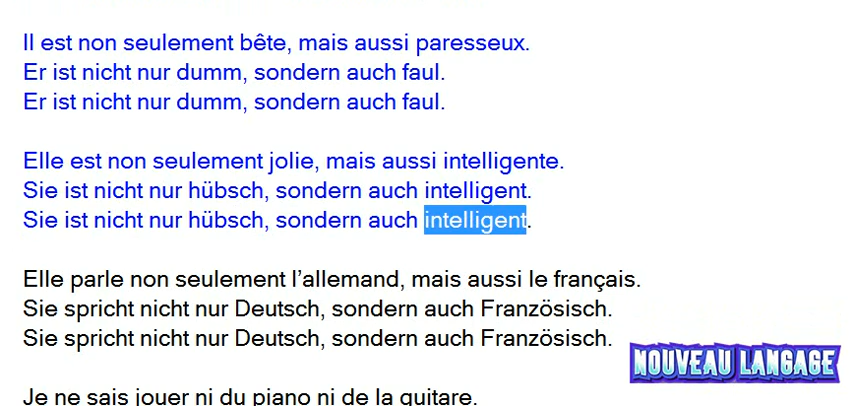 Il est non seulement bête, mais aussi paresseux.
Er ist nicht nur dumm, sondern auch faul.
Er ist nicht nur dumm, sondern auch faul.
Elle est non seulement jolie, mais aussi intelligente.
Sie ist nicht nur hübsch, sondern auch intelligent.
Sie ist nicht nur hübsch, sondern auch intelligent.
Elle parle non seulement l’allemand, mais aussi le français.
Sie spricht nicht nur Deutsch, sondern auch Französisch.
Sie spricht nicht nur Deutsch, sondern auch Französisch.
NOUVEAU LANGAGE
Je ne sais jouer ni du piano ni de la guitare.